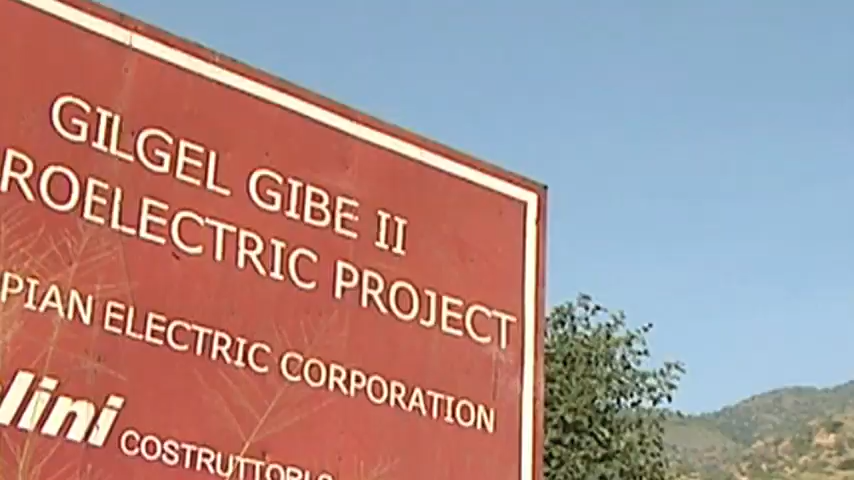 GILGEL GIBE II
ROELECTRIC PROJECT
PIAN ELECTRIC CORPORATION
lini COSTRUTTORI